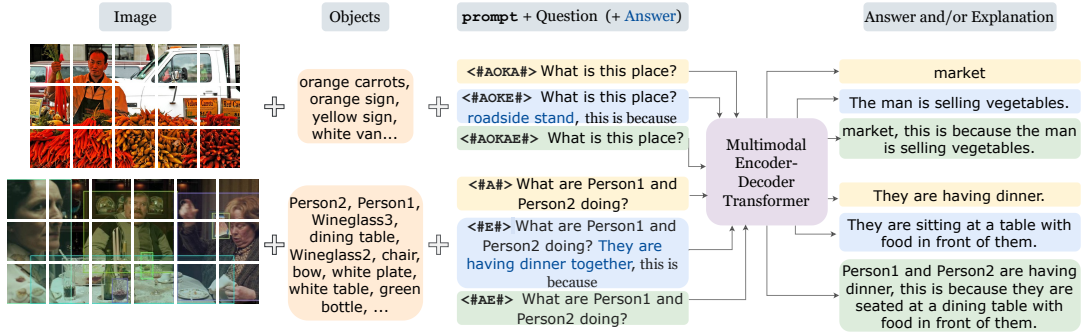 Image
Objects
prompt + Question (+ Answer)
Answer and/or Explanation
orange carrots,
orange sign,
yellow sign,
white van...
<#AOKA#> What is this place?
<#AOKE#> What is this place?
roadside stand, this is because
<#AOKAE#> What is this place?
Multimodal
Encoder-
Decoder
Transformer
market
The man is selling vegetables.
market, this is because the man
is selling vegetables.
Person2, Person1,
Wineglass3,
dining table,
Wineglass2, chair,
bow, white plate,
white table, green
bottle, ...
<#A#> What are Person1 and
Person2 doing?
<#E#> What are Person1 and
Person2 doing? They are
having dinner together, this is
because
<#AE#> What are Person1 and
Person2 doing?
They are having dinner.
They are sitting at a table with
food in front of them.
Person1 and Person2 are having
dinner, this is because they are
seated at a dining table with
food in front of them.